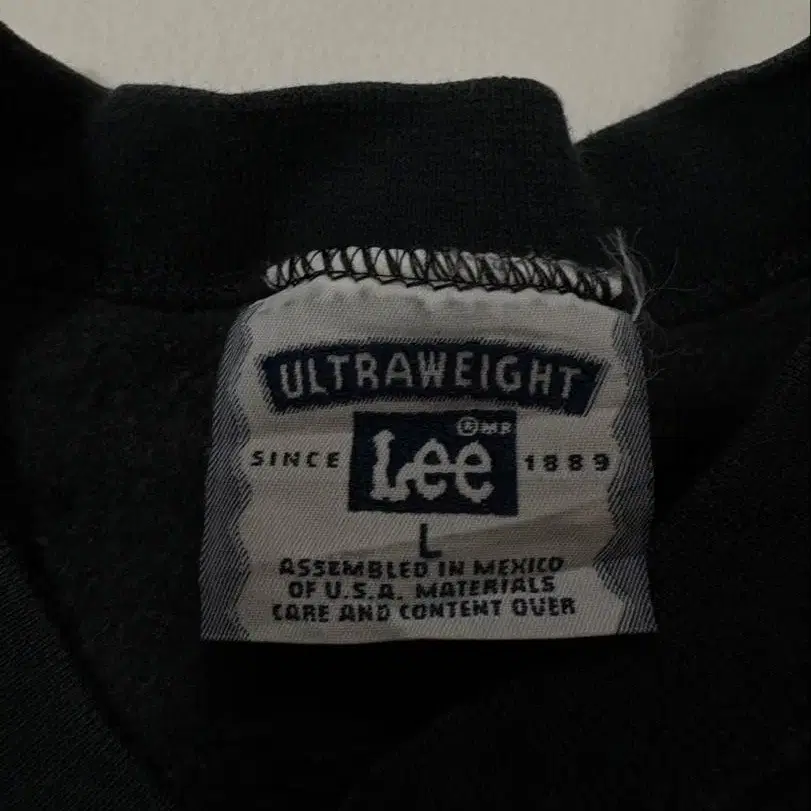 ULTRAWEIGHT
® MR
SINCE Lee 1889
L
ASSEMBLED IN MEXICO
OF U.S.A. MATERIALS
CARE AND CONTENT OVER